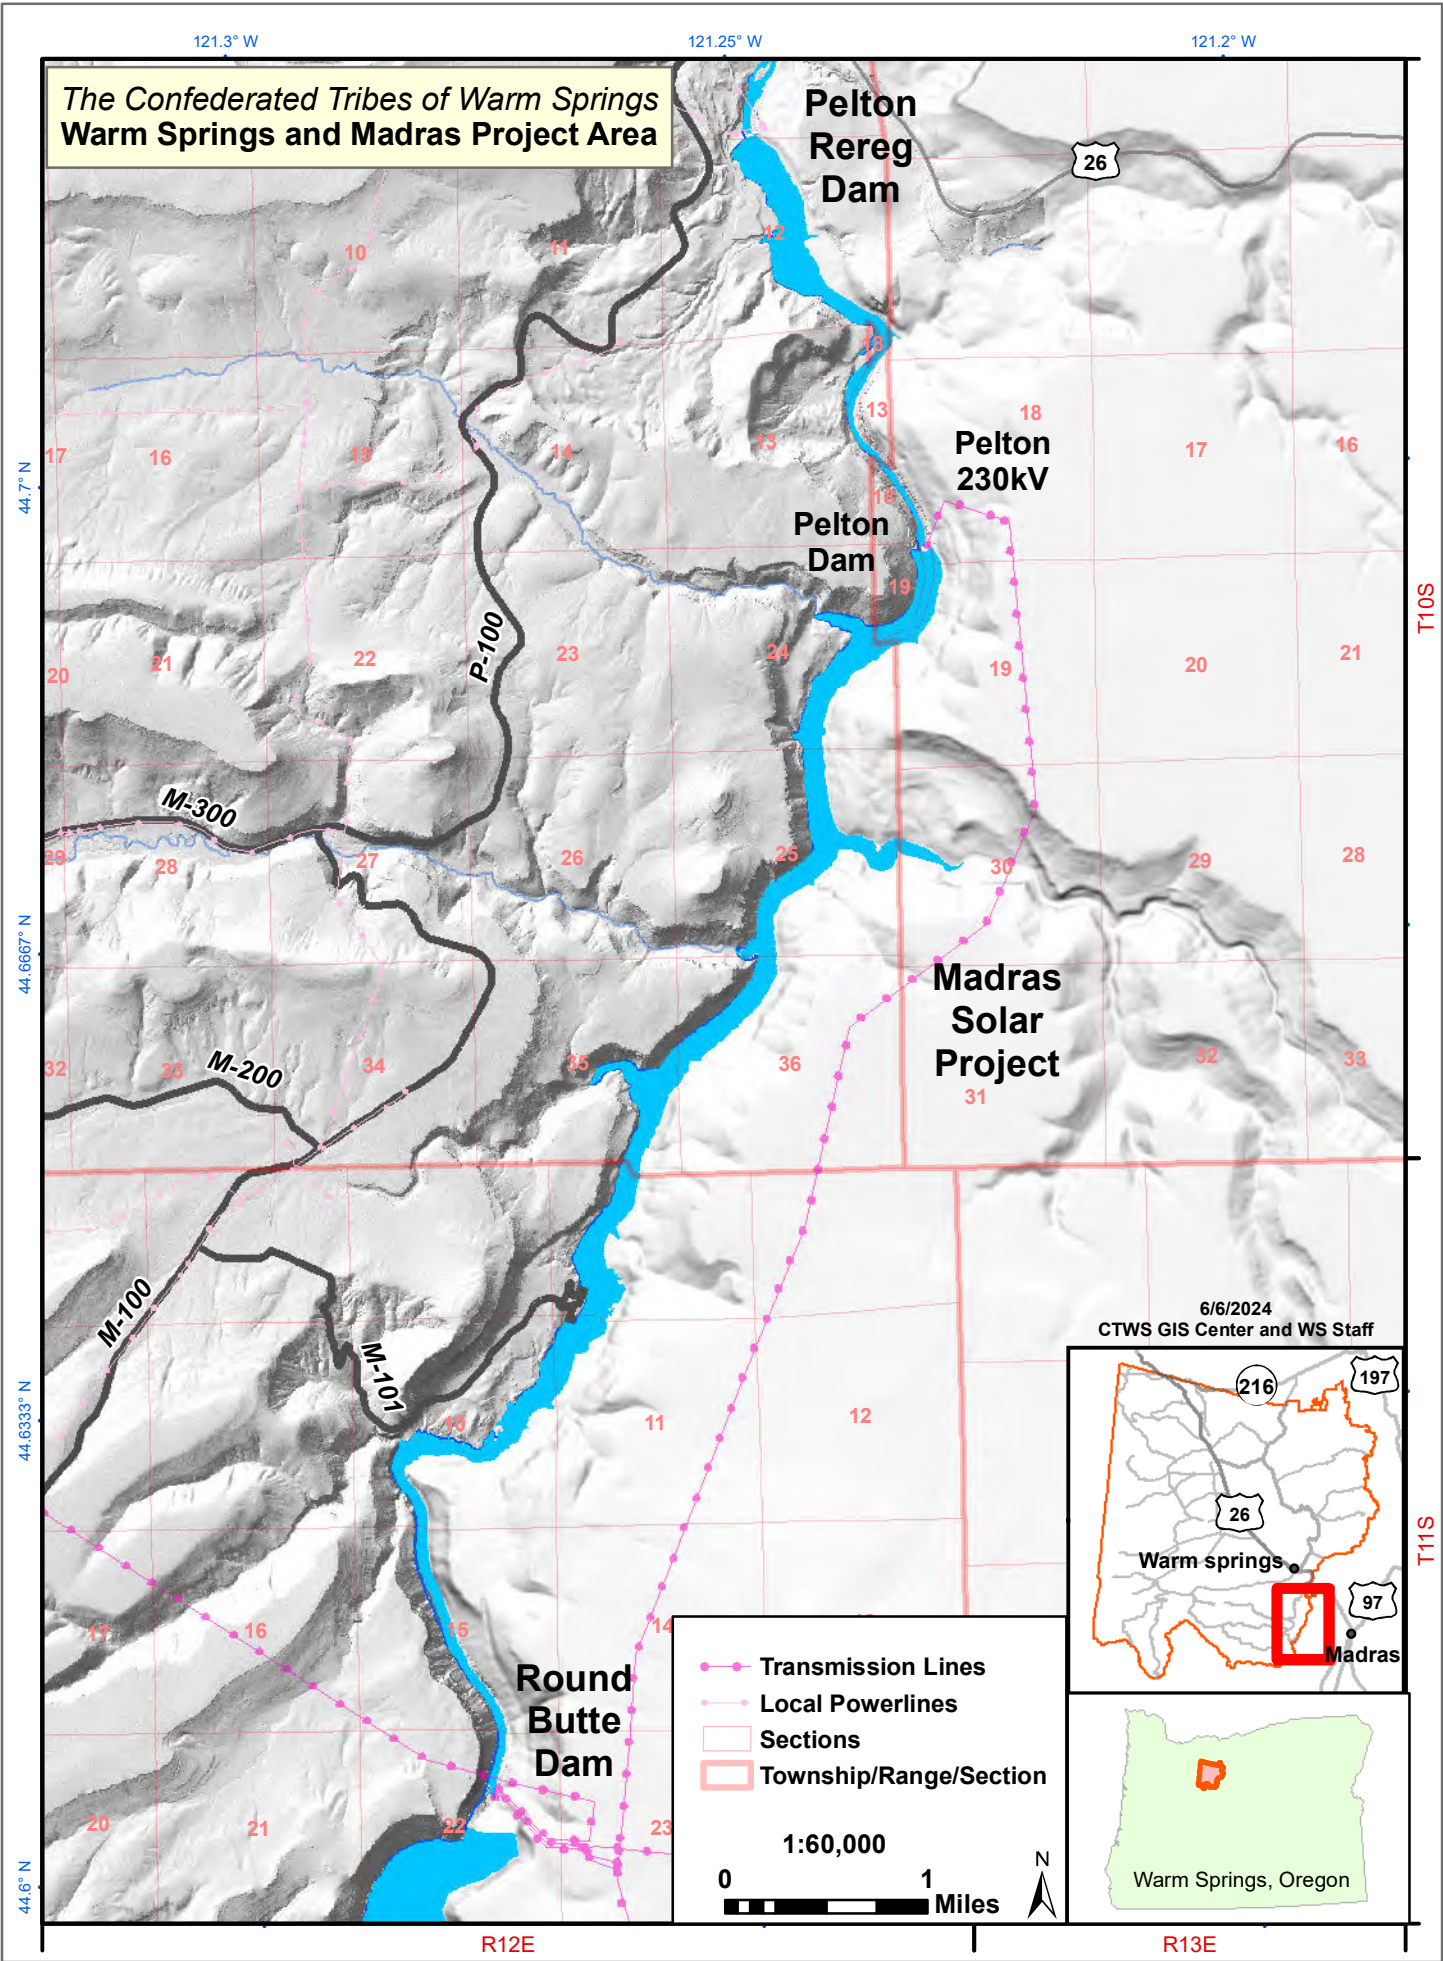 121.3° W
121.25° W
121.2° W
The Confederated Tribes of Warm Springs
Warm Springs and Madras Project Area
Pelton
Rereg
Dam
26
10
11
12
18
13
18
17
16
15
14
13
17
16
Pelton
230kV
18
44.7° N
Pelton
Dam
19
T10S
P-100
20
21
22
23
24
19
20
21
M-300
29
28
27
26
25
30
29
28
44.6667° N
Madras
Solar
Project
32
33
M-200
34
35
36
31
32
33
M-100
M-101
6/6/2024
CTWS GIS Center and WS Staff
10
11
12
44.6333° N
216
197
26
Warm springs
97
Madras
T11S
17
16
15
14
Round
Butte
Dam
Transmission Lines
Local Powerlines
Sections
Township/Range/Section
20
21
22
23
1:60,000
0 1
Miles
N
Warm Springs, Oregon
44.6° N
R12E
R13E